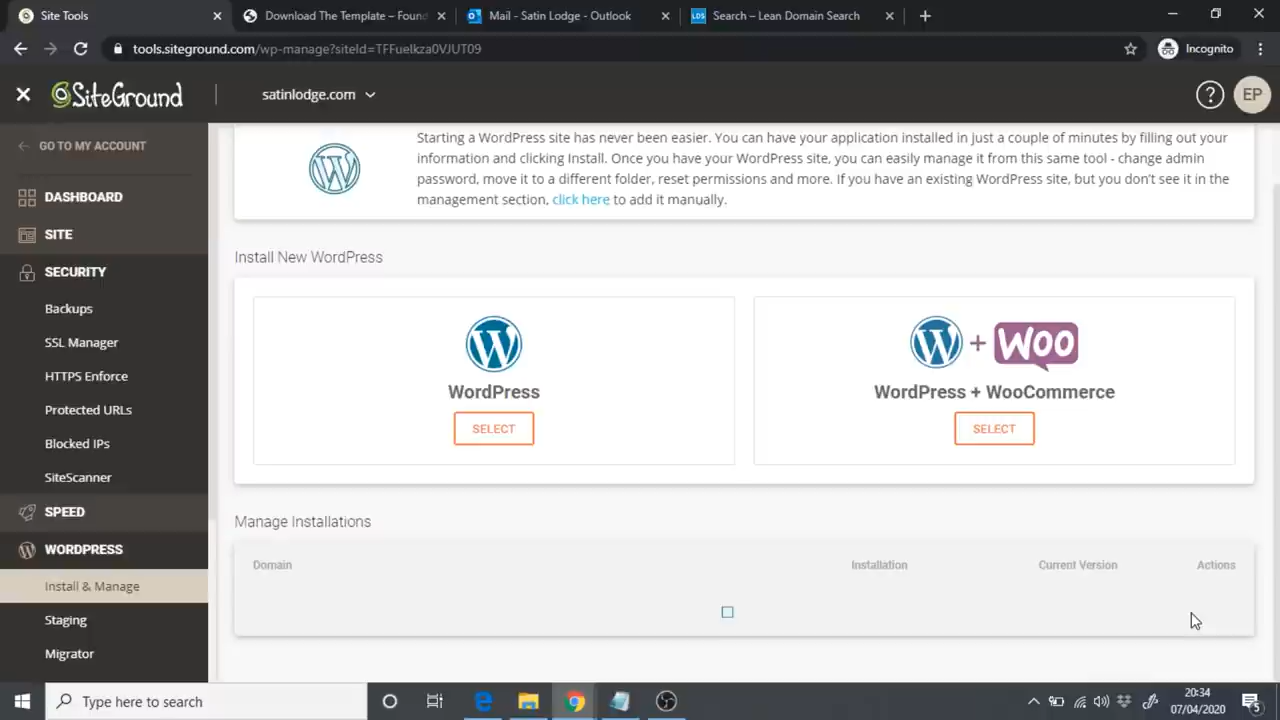 Site Tools
Download The Template – Found
Mail - Satin Lodge - Outlook
LDS
Search – Lean Domain Search
tools.siteground.com/wp-manage?siteId=TFFuelkza0VJUT09
Incognito
SiteGround
satinlodge.com
?
EP
GO TO MY ACCOUNT
DASHBOARD
SITE
SECURITY
Backups
SSL Manager
HTTPS Enforce
Protected URLs
Blocked IPs
SiteScanner
SPEED
WORDPRESS
Install & Manage
Staging
Migrator
Starting a WordPress site has never been easier. You can have your application installed in just a couple of minutes by filling out your
information and clicking Install. Once you have your WordPress site, you can easily manage it from this same tool - change admin
password, move it to a different folder, reset permissions and more. If you have an existing WordPress site, but you don't see it in the
management section, click here to add it manually.
Install New WordPress
WordPress
SELECT
+ WOO
WordPress + WooCommerce
SELECT
Manage Installations
Domain Installation Current Version Actions
Type here to search
20:34
07/04/2020
5